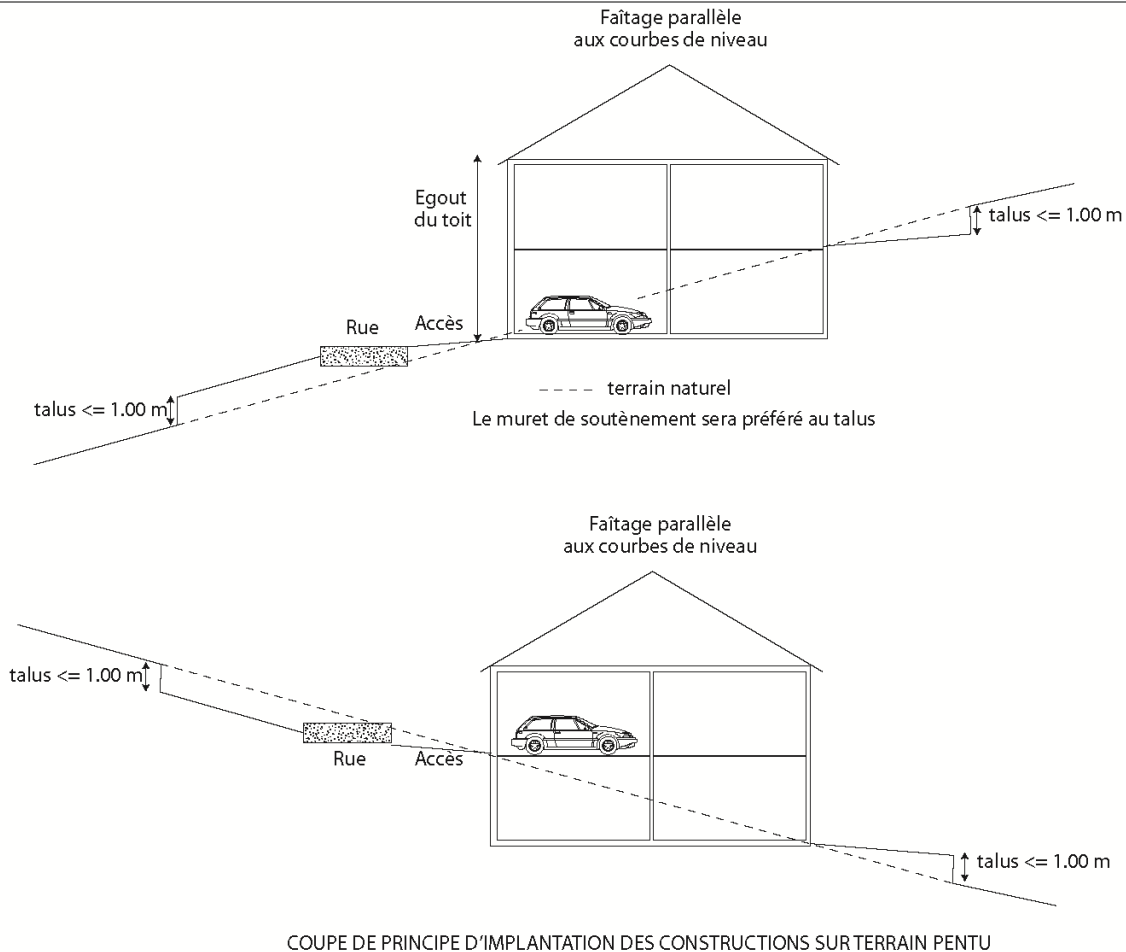 Faîtage parallèle
aux courbes de niveau
Egout
du toit
talus <= 1.00 m
Rue
Accès
talus <= 1.00 m
---- terrain naturel
Le muret de soutènement sera préféré au talus
Faîtage parallèle
aux courbes de niveau
talus <= 1.00 m
Rue
Accès
talus <= 1.00 m
COUPE DE PRINCIPE D'IMPLANTATION DES CONSTRUCTIONS SUR TERRAIN PENTU